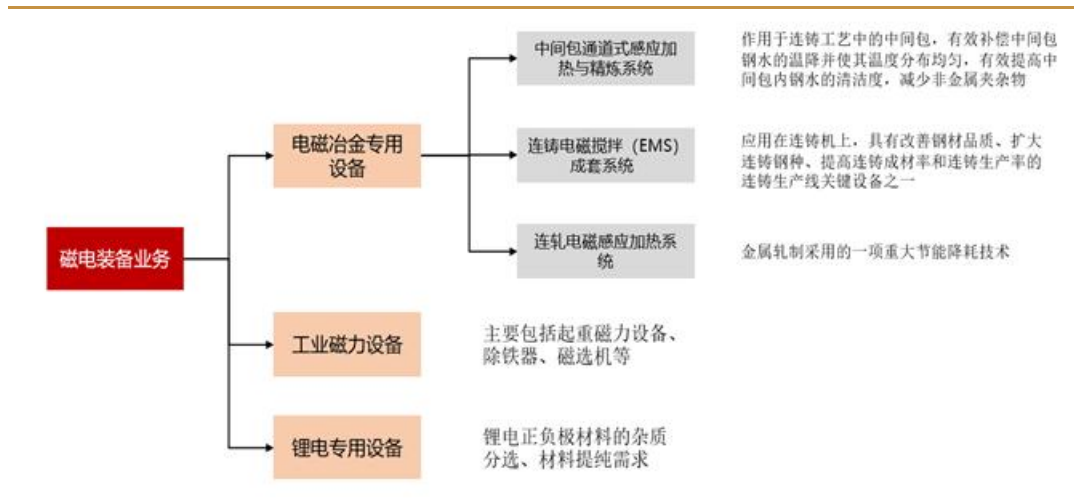 磁电装备业务
电磁冶金专用
设备
中间包通道式感应加
热与精炼系统
作用于连铸工艺中的中间包，有效补偿中间包
钢水的温降并使其温度分布均匀，有效提高中
间包内钢水的清洁度，减少非金属夹杂物
连铸电磁搅拌（EMS）
成套系统
应用在连铸机上，具有改善钢材品质、扩大
连铸钢种、提高连铸成材率和连铸生产率的
连铸生产线关键设备之一
连轧电磁感应加热系
统
金属轧制采用的一项重大节能降耗技术
工业磁力设备
主要包括起重磁力设备、
除铁器、磁选机等
锂电专用设备
锂电正负极材料的杂质
分选、材料提纯需求